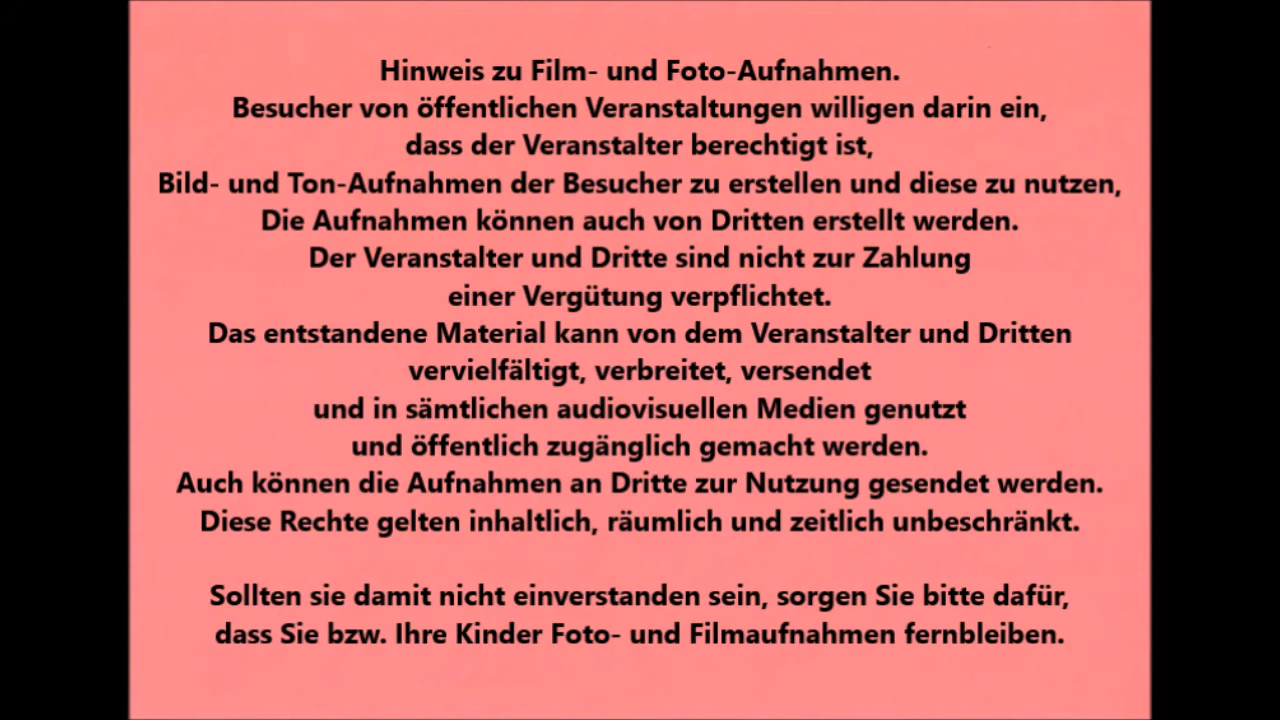 Hinweis zu Film- und Foto-Aufnahmen.
Besucher von öffentlichen Veranstaltungen willigen darin ein,
dass der Veranstalter berechtigt ist,
Bild- und Ton-Aufnahmen der Besucher zu erstellen und diese zu nutzen,
Die Aufnahmen können auch von Dritten erstellt werden.
Der Veranstalter und Dritte sind nicht zur Zahlung
einer Vergütung verpflichtet.
Das entstandene Material kann von dem Veranstalter und Dritten
vervielfältigt, verbreitet, versendet
und in sämtlichen audiovisuellen Medien genutzt
und öffentlich zugänglich gemacht werden.
Auch können die Aufnahmen an Dritte zur Nutzung gesendet werden.
Diese Rechte gelten inhaltlich, räumlich und zeitlich unbeschränkt.
Sollten sie damit nicht einverstanden sein, sorgen Sie bitte dafür,
dass Sie bzw. Ihre Kinder Foto- und Filmaufnahmen fernbleiben.